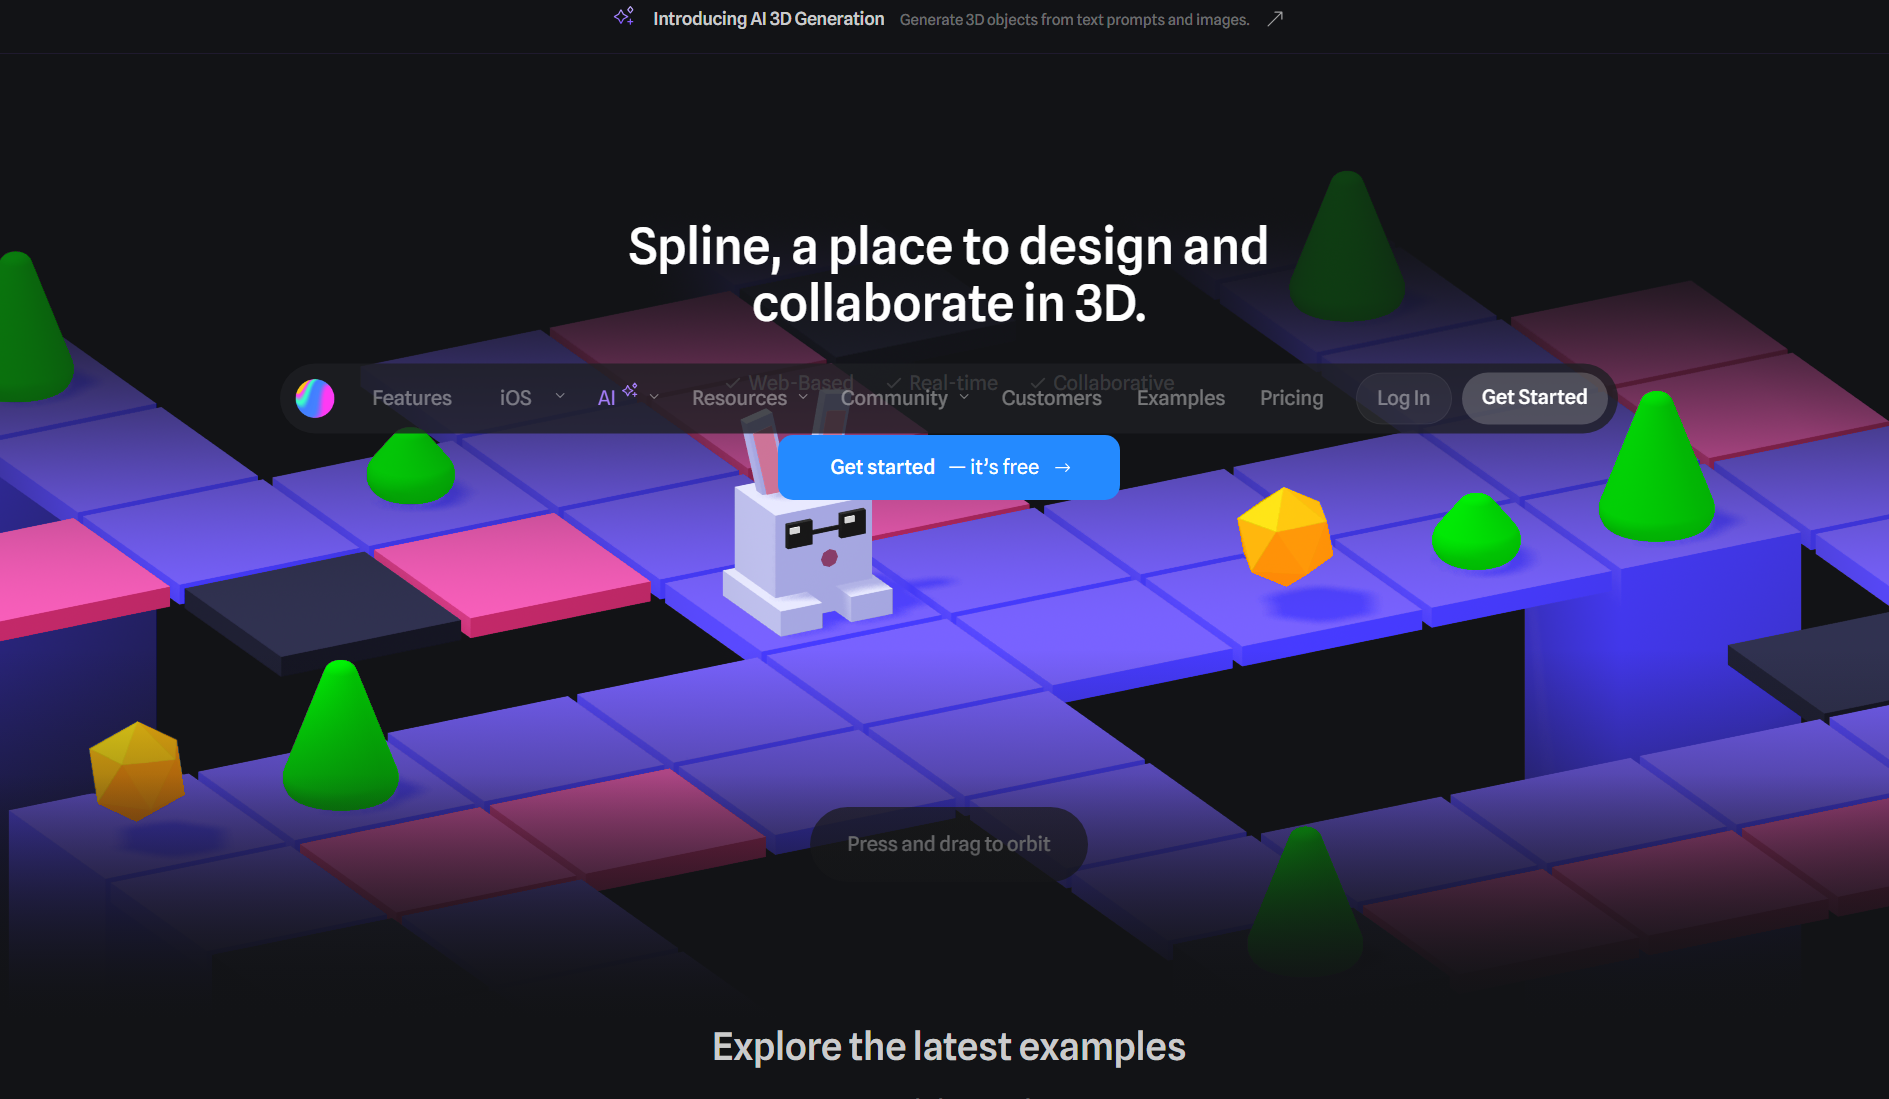 Introducing AI 3D Generation Generate 3D objects from text prompts and images.
Spline, a place to design and
collaborate in 3D.
Web-Based Real-time Collaborative
Features iOS AI Resources Community Customers Examples Pricing Log In Get Started
Get started — it's free →
Press and drag to orbit
Explore the latest examples